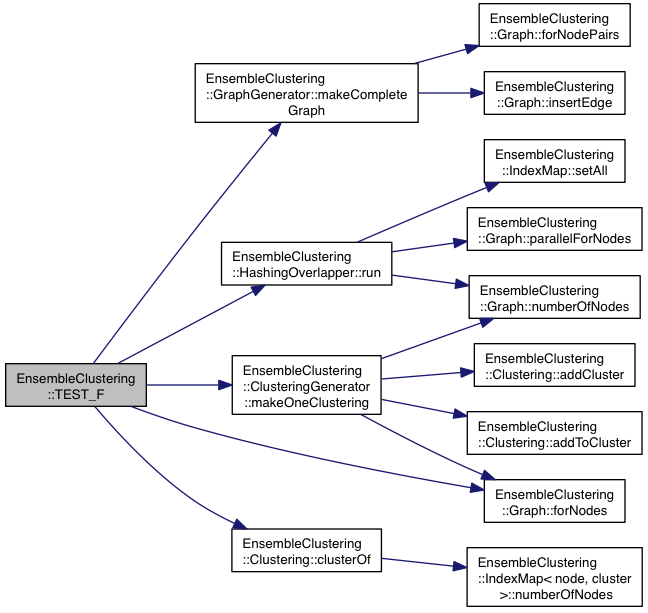 EnsembleClustering
::Graph::forNodePairs
EnsembleClustering
::GraphGenerator::makeComplete
Graph
EnsembleClustering
::Graph::insertEdge
EnsembleClustering
::IndexMap::setAll
EnsembleClustering
::Graph::parallelForNodes
EnsembleClustering
::HashingOverlapper::run
EnsembleClustering
::Graph::numberOfNodes
EnsembleClustering
::TEST_F
EnsembleClustering
::ClusteringGenerator
::makeOneClustering
EnsembleClustering
::Clustering::addCluster
EnsembleClustering
::Clustering::addToCluster
EnsembleClustering
::Graph::forNodes
EnsembleClustering
::Clustering::clusterOf
EnsembleClustering
::IndexMap< node, cluster
>::numberOfNodes